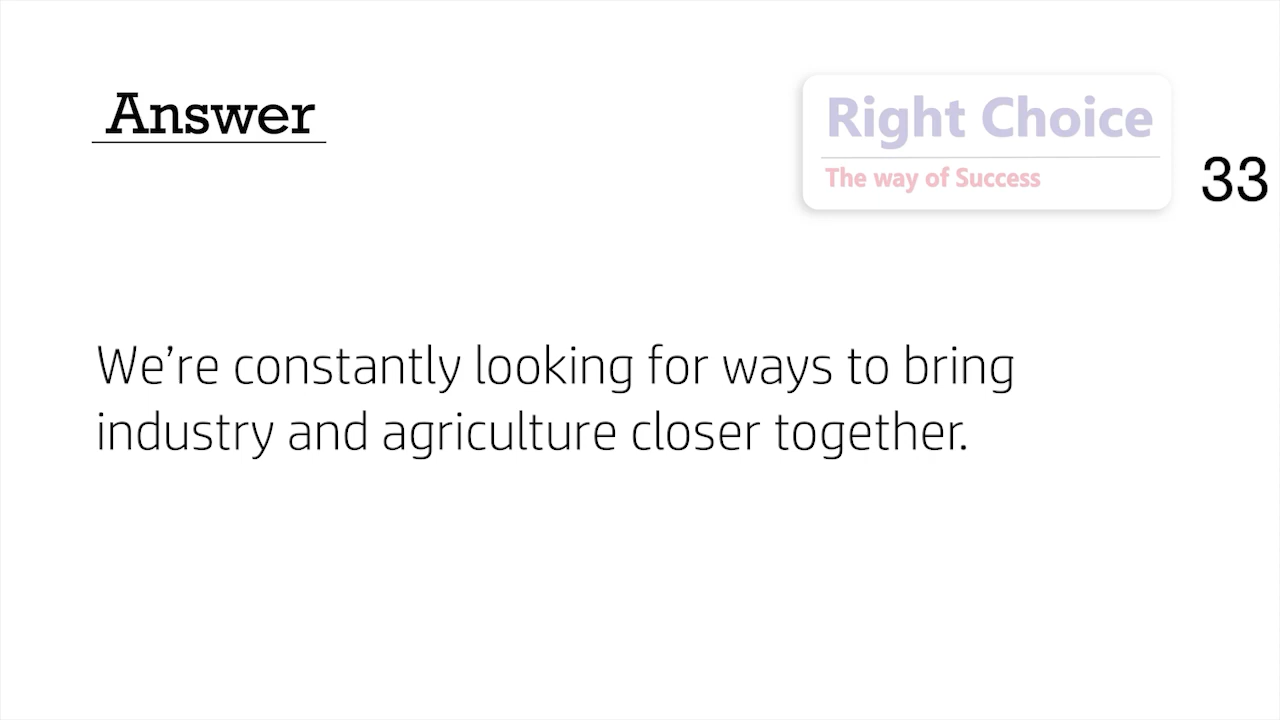 Answer
Right Choice
The way of Success
33
We’re constantly looking for ways to bring
industry and agriculture closer together.